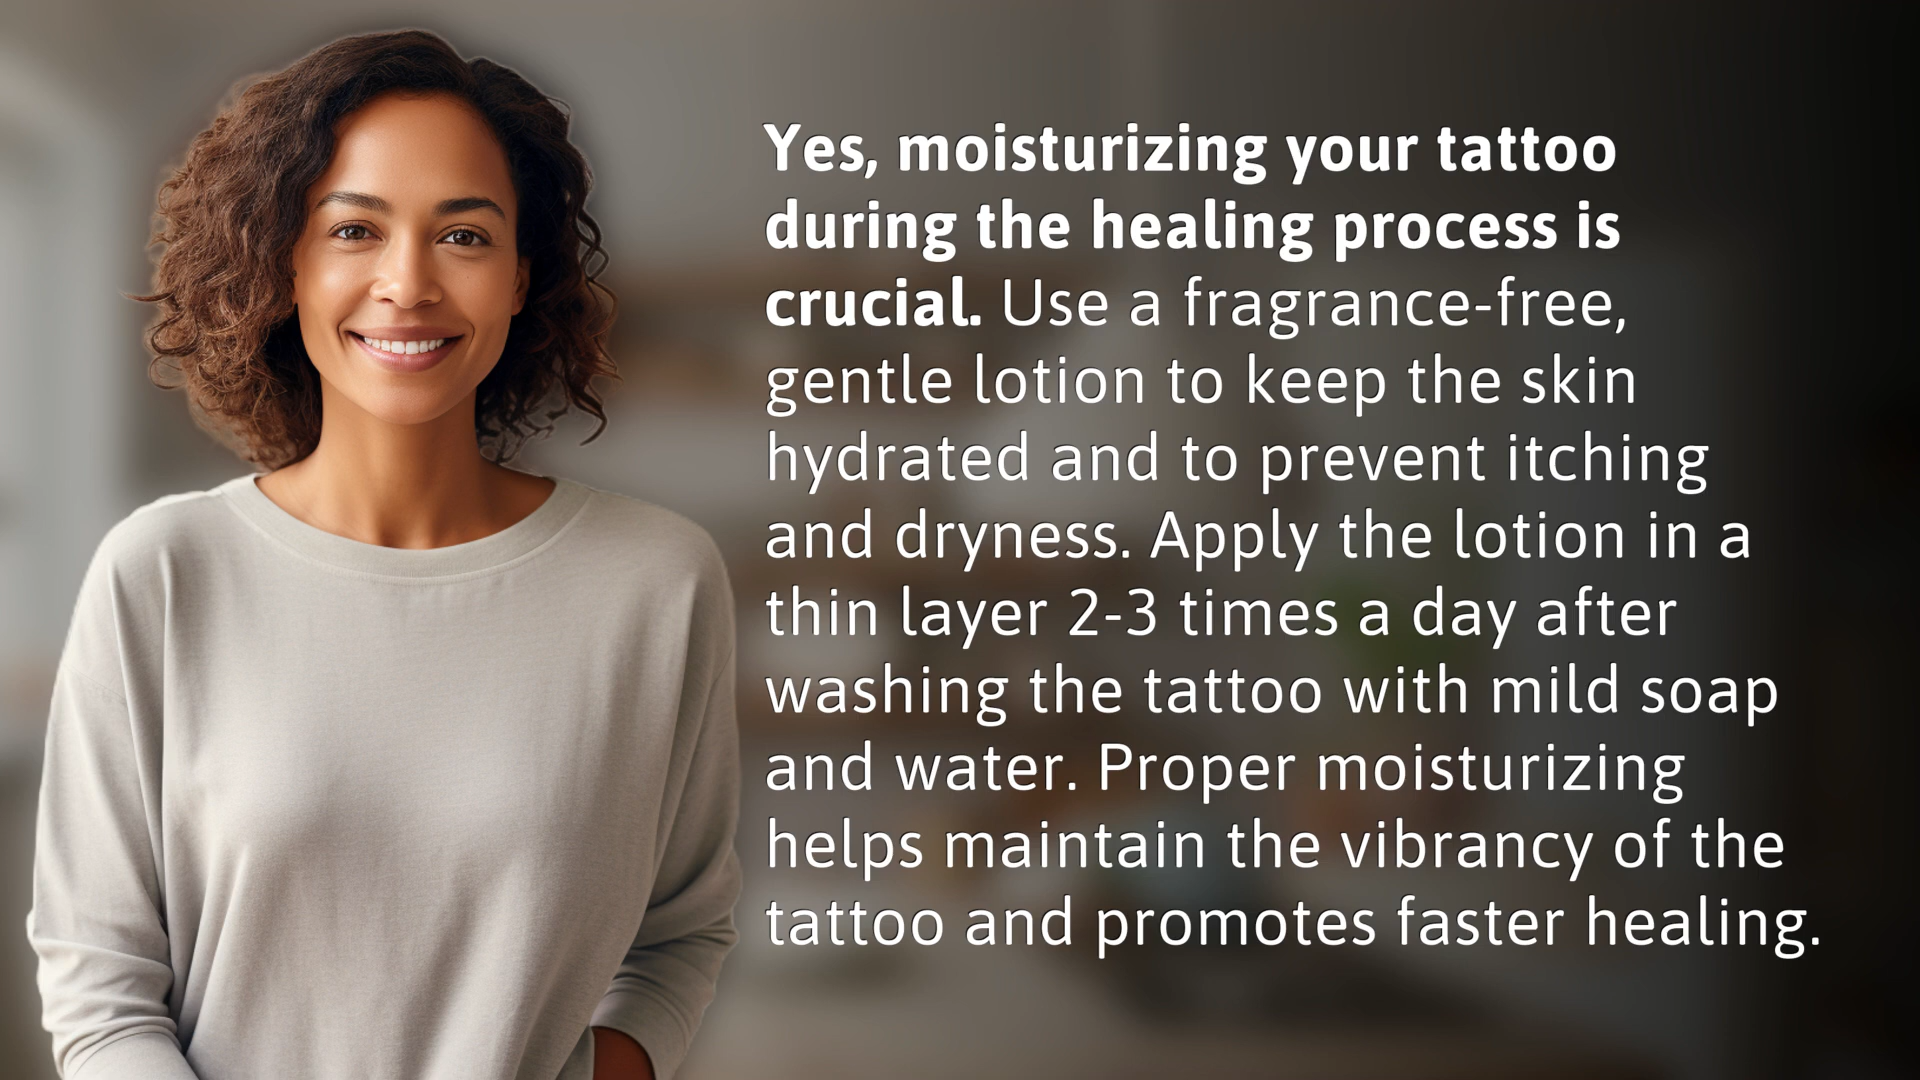 Yes, moisturizing your tattoo
during the healing process is
crucial. Use a fragrance-free,
gentle lotion to keep the skin
hydrated and to prevent itching
and dryness. Apply the lotion in a
thin layer 2-3 times a day after
washing the tattoo with mild soap
and water. Proper moisturizing
helps maintain the vibrancy of the
tattoo and promotes faster healing.